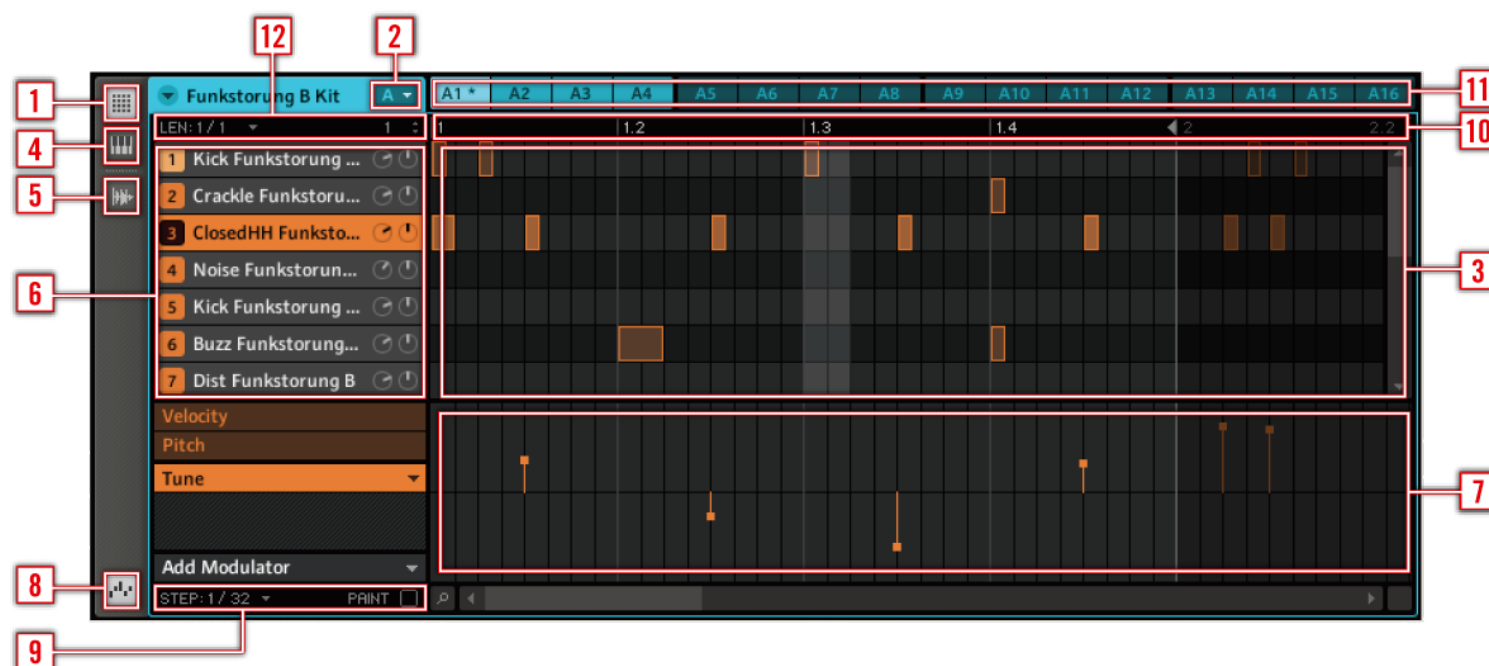 12 2
1 Funkstorung B Kit A A1 * A2 A3 A4 A5 A6 A7 A8 A9 A10 A11 A12 A13 A14 A15 A16 11
LEN: 1 / 1 1 1 1.2 1.3 1.4 2 2.2 10
4 1 Kick Funkstorung ...
5 2 Crackle Funkstoru...
3 ClosedHH Funksto...
4 Noise Funkstorun... 3
6 5 Kick Funkstorung ...
6 Buzz Funkstorung...
7 Dist Funkstorung B
Velocity
Pitch
Tune 7
Add Modulator
8 STEP: 1 / 32 PAINT
9